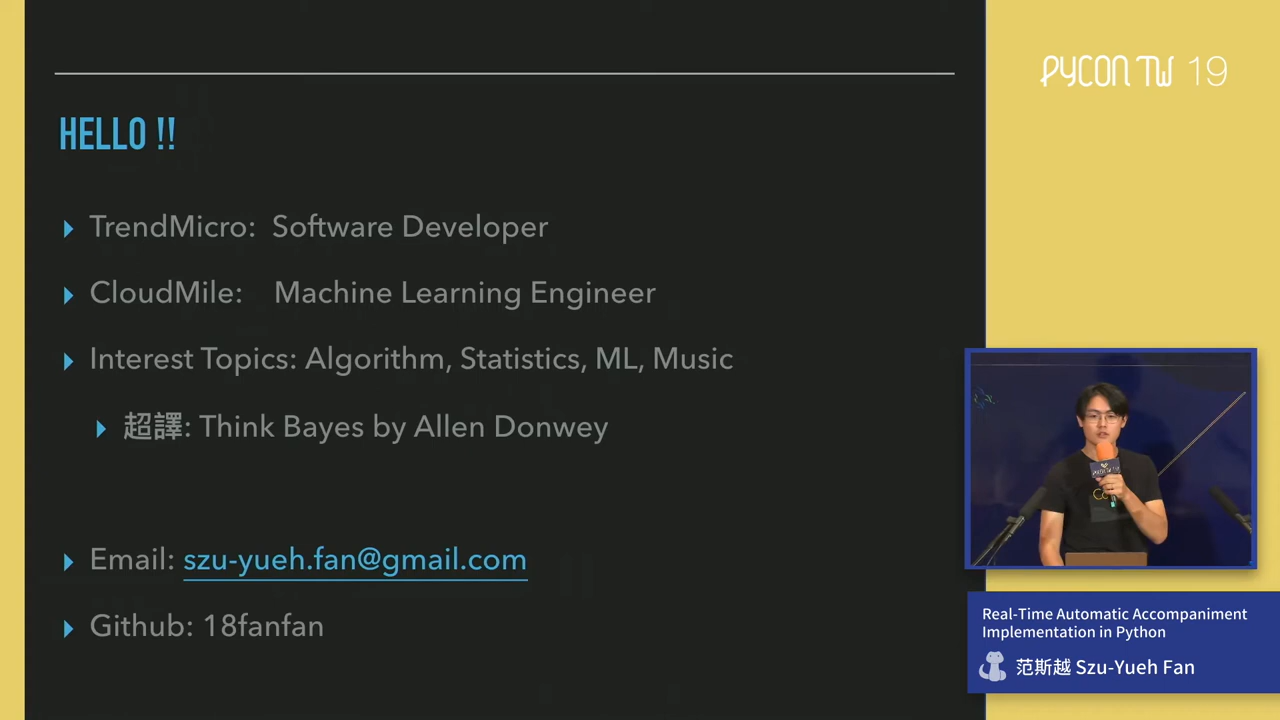 HELLO !!
TrendMicro: Software Developer
CloudMile: Machine Learning Engineer
Interest Topics: Algorithm, Statistics, ML, Music
超譯: Think Bayes by Allen Donwey
Email: szu-yueh.fan@gmail.com
Github: 18fanfan
PYCON TW 19
Real-Time Automatic Accompaniment
Implementation in Python
范斯越 Szu-Yueh Fan